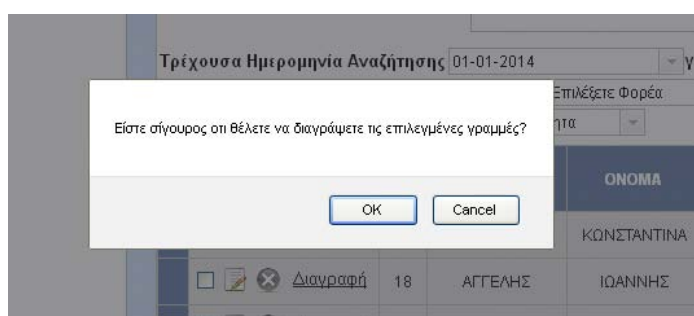 Τρέχουσα Ημερομηνία Αναζήτησης 01-01-2014
Επιλέξετε Φορέα
Είστε σίγουρος οτι θέλετε να διαγράψετε τις επιλεγμένες γραμμές?
ητα
OK Cancel
ΟΝΟΜΑ
ΚΩΝΣΤΑΝΤΙΝΑ
Διαγραφή 18 ΑΓΓΕΛΗΣ ΙΩΑΝΝΗΣ